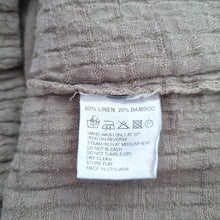 80% LINEN, 20% BAMBOO
HAND WASH ONLY AT 30°
IRON ON REVERSE
STEAM IRON AT MEDIUM HEAT
DO NOT BLEACH
DO NOT TUMBLE DRY
DRY CLEAN
STORE FLAT
MADE IN LITHUANIA